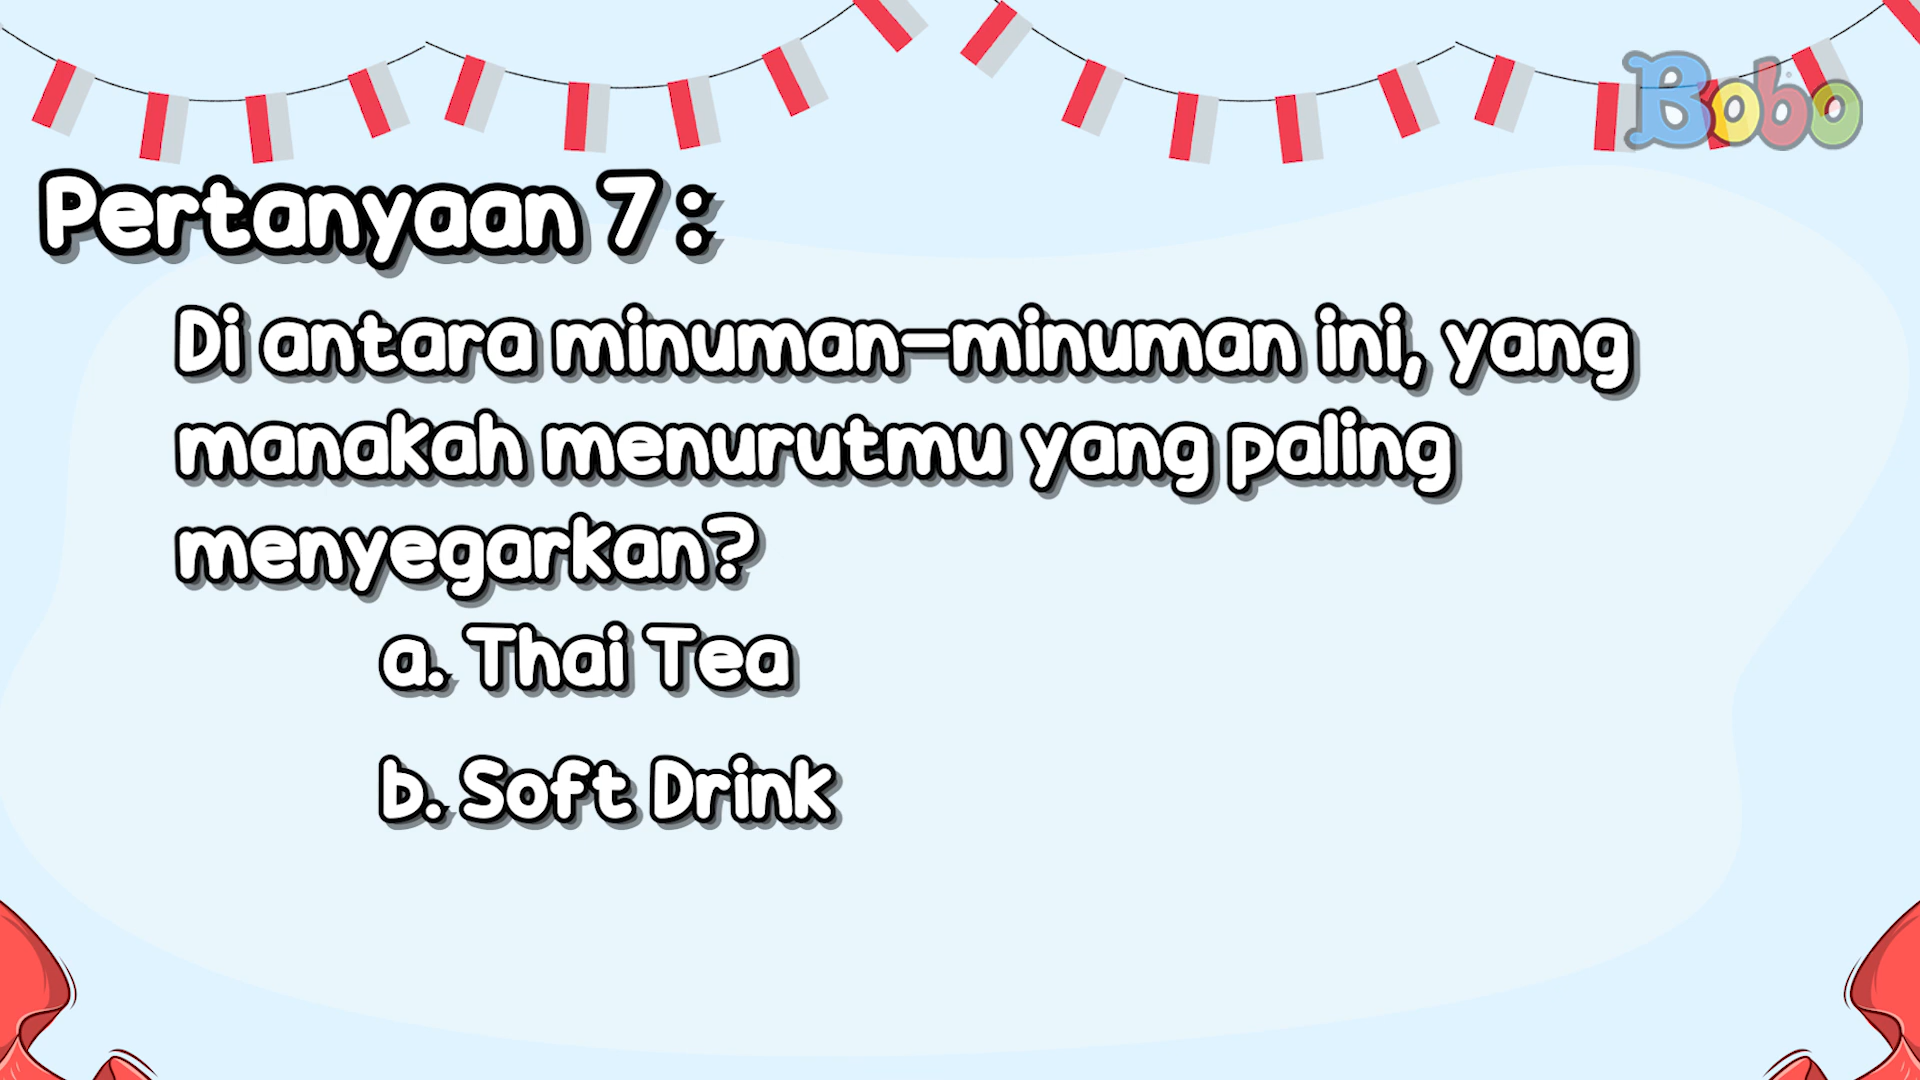 Bobo
Pertanyaan 7:
Di antara minuman-minuman ini, yang
manakah menurutmu yang paling
menyegarkan?
a. Thai Tea
b. Soft Drink